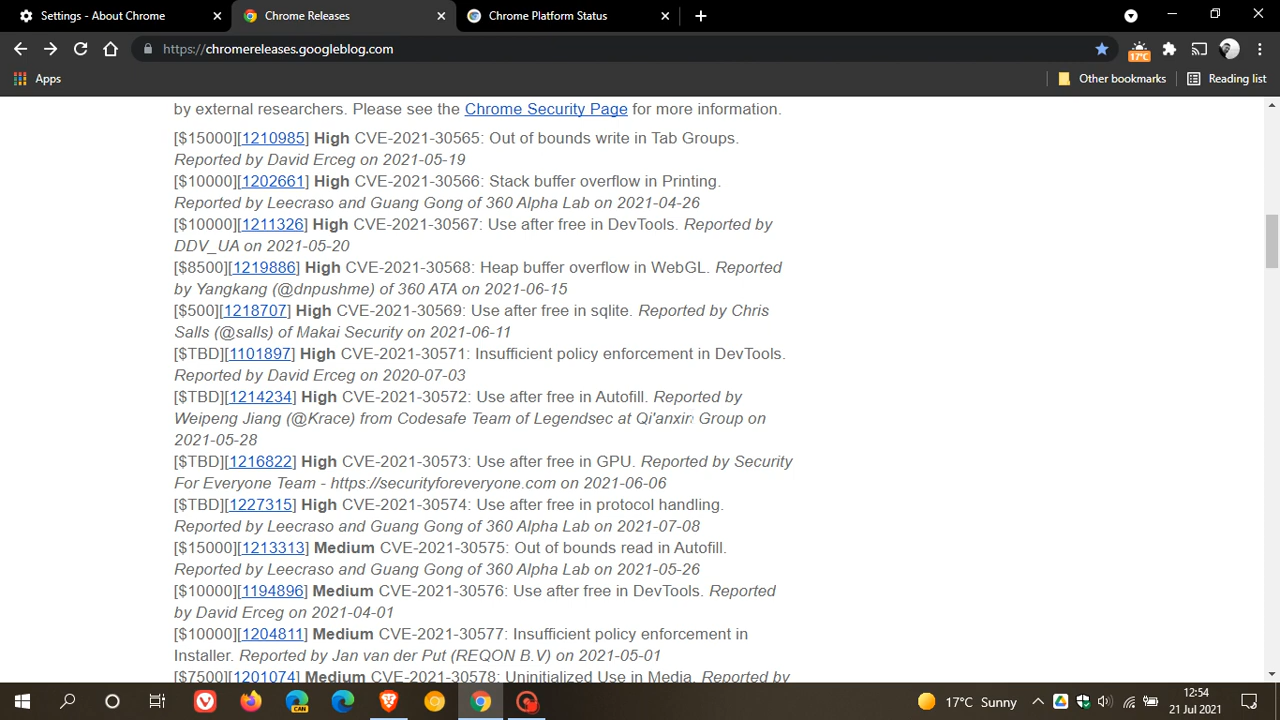 Settings - About Chrome
Chrome Releases
Chrome Platform Status
https://chromereleases.googleblog.com
17°C
Apps
Other bookmarks
Reading list
by external researchers. Please see the Chrome Security Page for more information.
[$15000][1210985] High CVE-2021-30565: Out of bounds write in Tab Groups.
Reported by David Erceg on 2021-05-19
[$10000][1202661] High CVE-2021-30566: Stack buffer overflow in Printing.
Reported by Leecraso and Guang Gong of 360 Alpha Lab on 2021-04-26
[$10000][1211326] High CVE-2021-30567: Use after free in DevTools. Reported by
DDV_UA on 2021-05-20
[$8500][1219886] High CVE-2021-30568: Heap buffer overflow in WebGL. Reported
by Yangkang (@dnpushme) of 360 ATA on 2021-06-15
[$500][1218707] High CVE-2021-30569: Use after free in sqlite. Reported by Chris
Salls (@salls) of Makai Security on 2021-06-11
[$TBD][1101897] High CVE-2021-30571: Insufficient policy enforcement in DevTools.
Reported by David Erceg on 2020-07-03
[$TBD][1214234] High CVE-2021-30572: Use after free in Autofill. Reported by
Weipeng Jiang (@Krace) from Codesafe Team of Legendsec at Qi'anxin Group on
2021-05-28
[$TBD][1216822] High CVE-2021-30573: Use after free in GPU. Reported by Security
For Everyone Team - https://securityforeveryone.com on 2021-06-06
[$TBD][1227315] High CVE-2021-30574: Use after free in protocol handling.
Reported by Leecraso and Guang Gong of 360 Alpha Lab on 2021-07-08
[$15000][1213313] Medium CVE-2021-30575: Out of bounds read in Autofill.
Reported by Leecraso and Guang Gong of 360 Alpha Lab on 2021-05-26
[$10000][1194896] Medium CVE-2021-30576: Use after free in DevTools. Reported
by David Erceg on 2021-04-01
[$10000][1204811] Medium CVE-2021-30577: Insufficient policy enforcement in
Installer. Reported by Jan van der Put (REQON B.V) on 2021-05-01
[$7500][1201074] Medium CVE-2021-30578: Uninitialized Use in Media. Reported by
CAN
17°C Sunny
12:54
21 Jul 2021